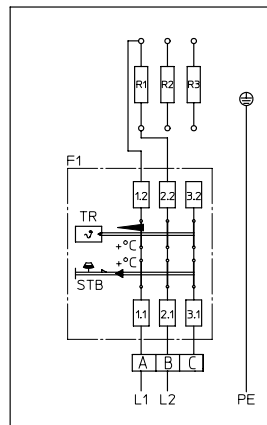 R1 R2 R3
F1
1.2 2.2 3.2
TR
+°C
+°C
STB
1.1 2.1 3.1
A B C
L1 L2 PE